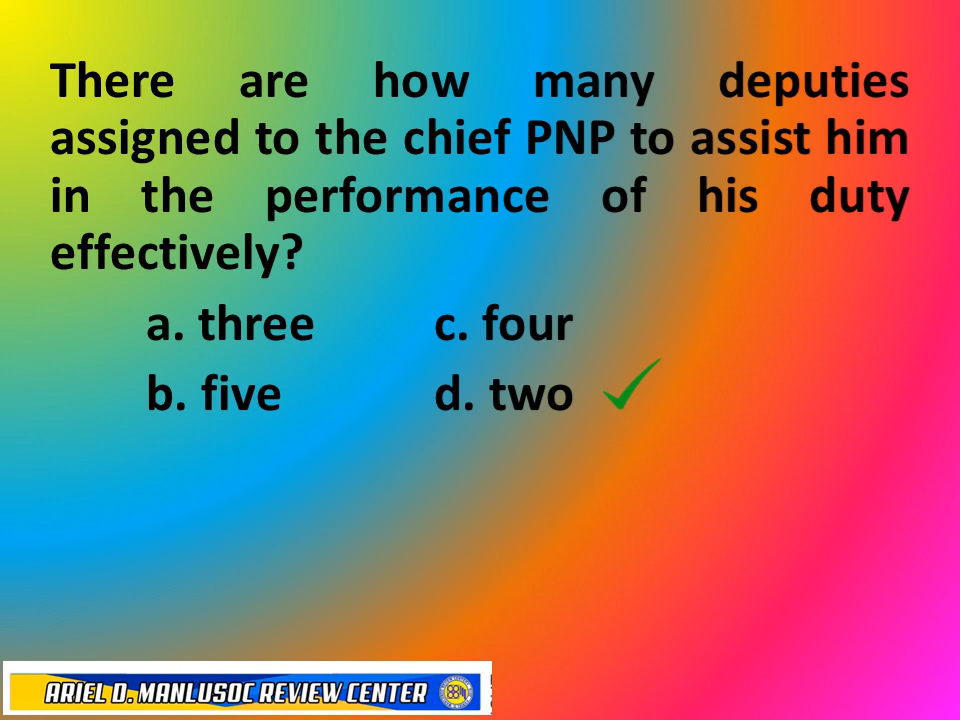 There are how many deputies
assigned to the chief PNP to assist him
in the performance of his duty
effectively?
a. three c. four
b. five d. two
ARIEL D. MANLUSOC REVIEW CENTER